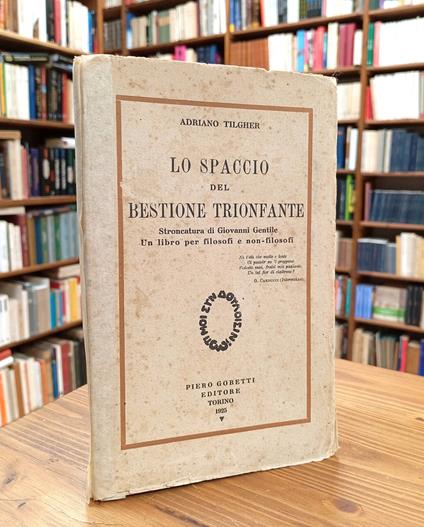 ADRIANO TILGHER
LO SPACCIO
DEL
BESTIONE TRIONFANTE
Stroncatura di Giovanni Gentile
Un libro per filosofi e non-filosofi
G. CARDUCCI
PIERO GOBETTI
EDITORE
TORINO
1925